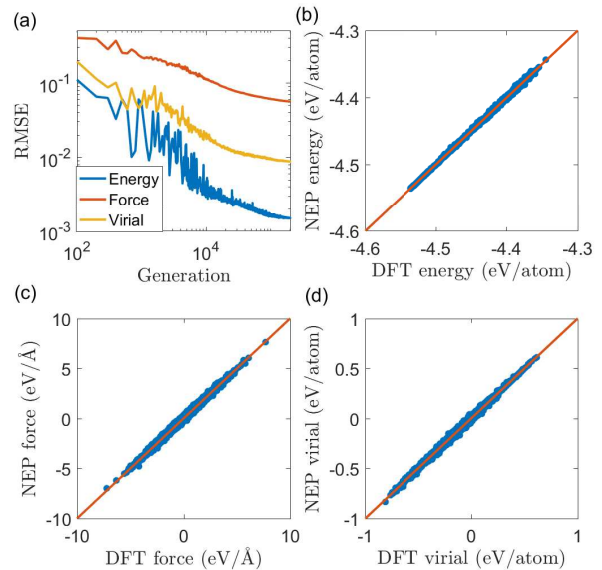 (a)
10^-1
10^-2
10^-3
RMSE
Energy
Force
Virial
10^2
10^4
Generation
(b)
-4.3
-4.4
-4.5
-4.6
NEP energy (eV/atom)
-4.6
-4.5
-4.4
-4.3
DFT energy (eV/atom)
(c)
10
5
0
-5
-10
NEP force (eV/Å)
-10
0
10
DFT force (eV/Å)
(d)
1
0.5
0
-0.5
-1
NEP virial (eV/atom)
-1
0
1
DFT virial (eV/atom)